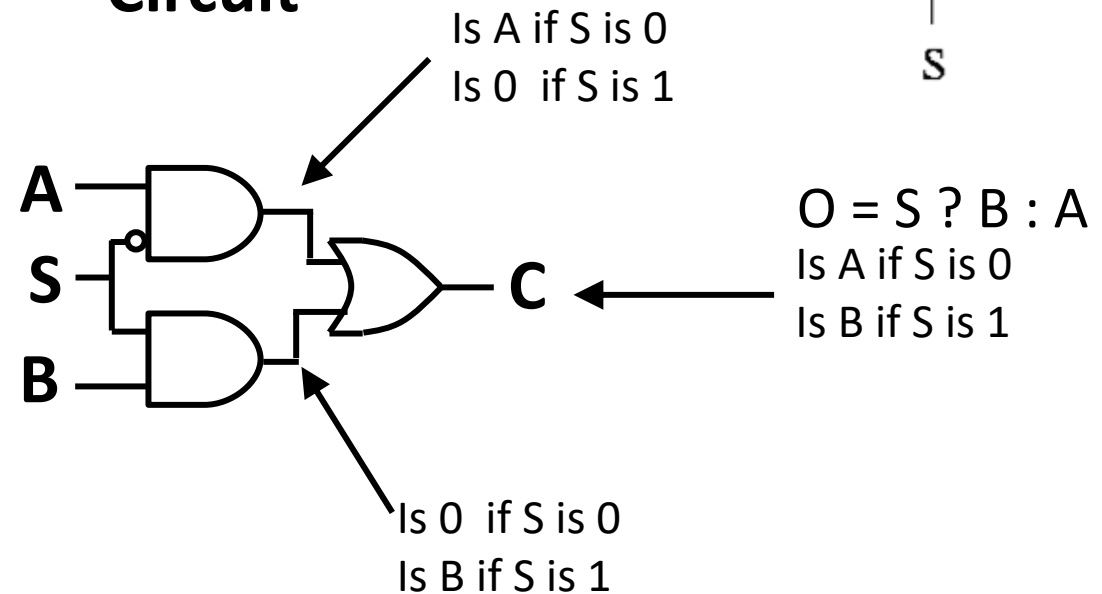 Circuit
Is A if S is 0
Is 0 if S is 1
S
A
S
B
C
O = S ? B : A
Is A if S is 0
Is B if S is 1
Is 0 if S is 0
Is B if S is 1